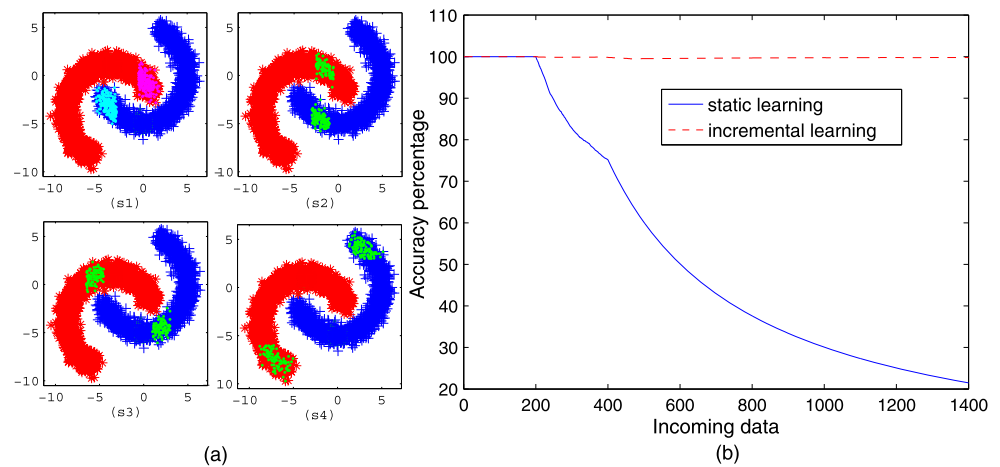 5
0
-5
-10
-10 -5 0 5
(s1)
5
0
-5
-10
-10 -5 0 5
(s2)
5
0
-5
-10
-10 -5 0 5
(s3)
5
0
-5
10
-10 -5 0 5
(s4)
(a)
110
100
90
80
70
60
50
40
30
20
Accuracy percentage
static learning
incremental learning
0 200 400 600 800 1000 1200 1400
Incoming data
(b)